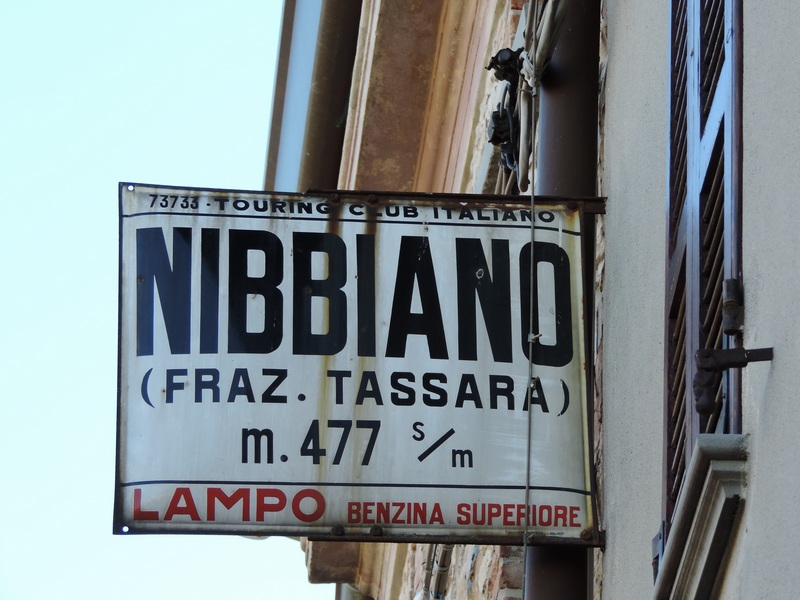 73733 - TOURING CLUB ITALIANO
NIBBIANO
(FRAZ. TASSARA)
m. 477 s/m
LAMPO BENZINA SUPERIORE